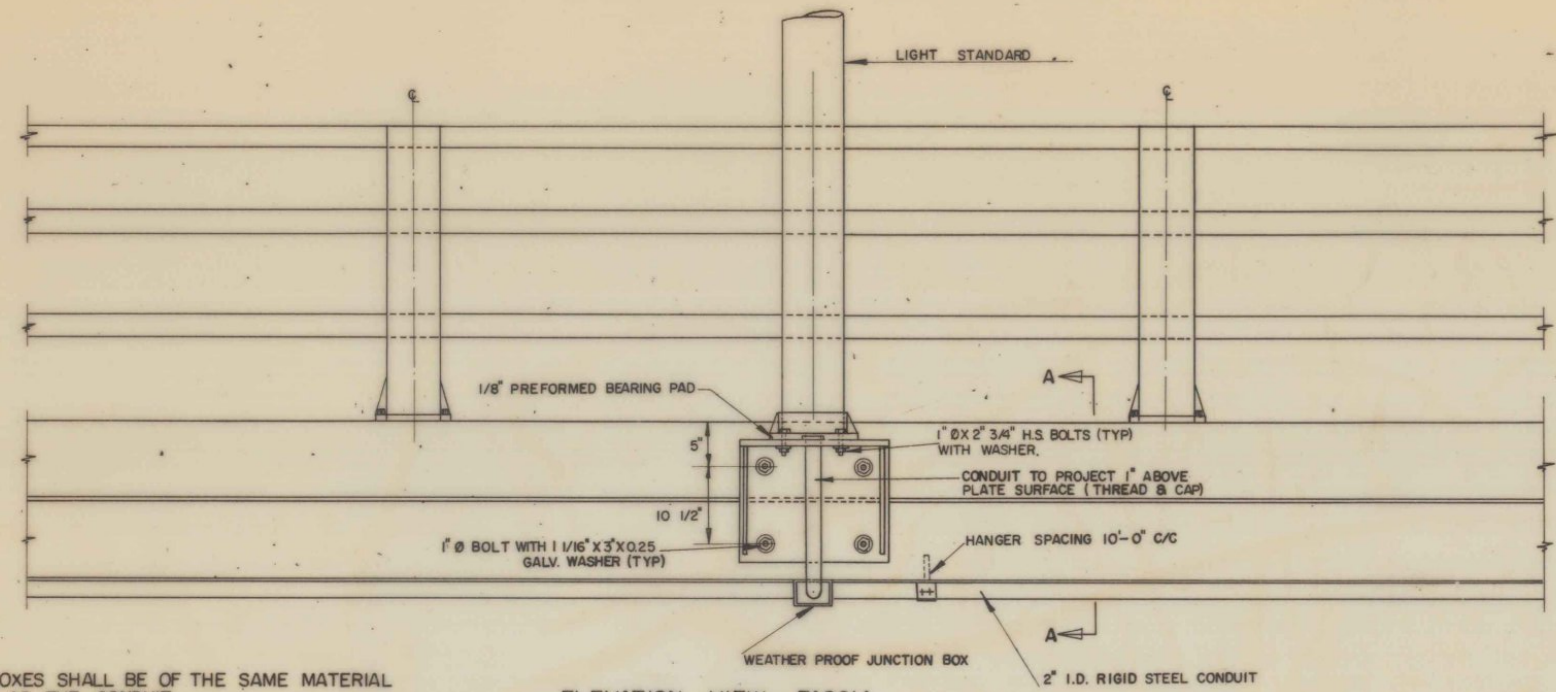 LIGHT STANDARD
℄
℄
1/8" PREFORMED BEARING PAD
A
5"
1" Ø X 2" 3/4" H.S. BOLTS (TYP)
WITH WASHER.
CONDUIT TO PROJECT 1" ABOVE
PLATE SURFACE (THREAD & CAP)
10 1/2"
1" Ø BOLT WITH 1 1/16" X 3" X 0.25
GALV. WASHER (TYP)
HANGER SPACING 10'-0" C/C
A
WEATHER PROOF JUNCTION BOX
2" I.D. RIGID STEEL CONDUIT
OXES SHALL BE OF THE SAME MATERIAL